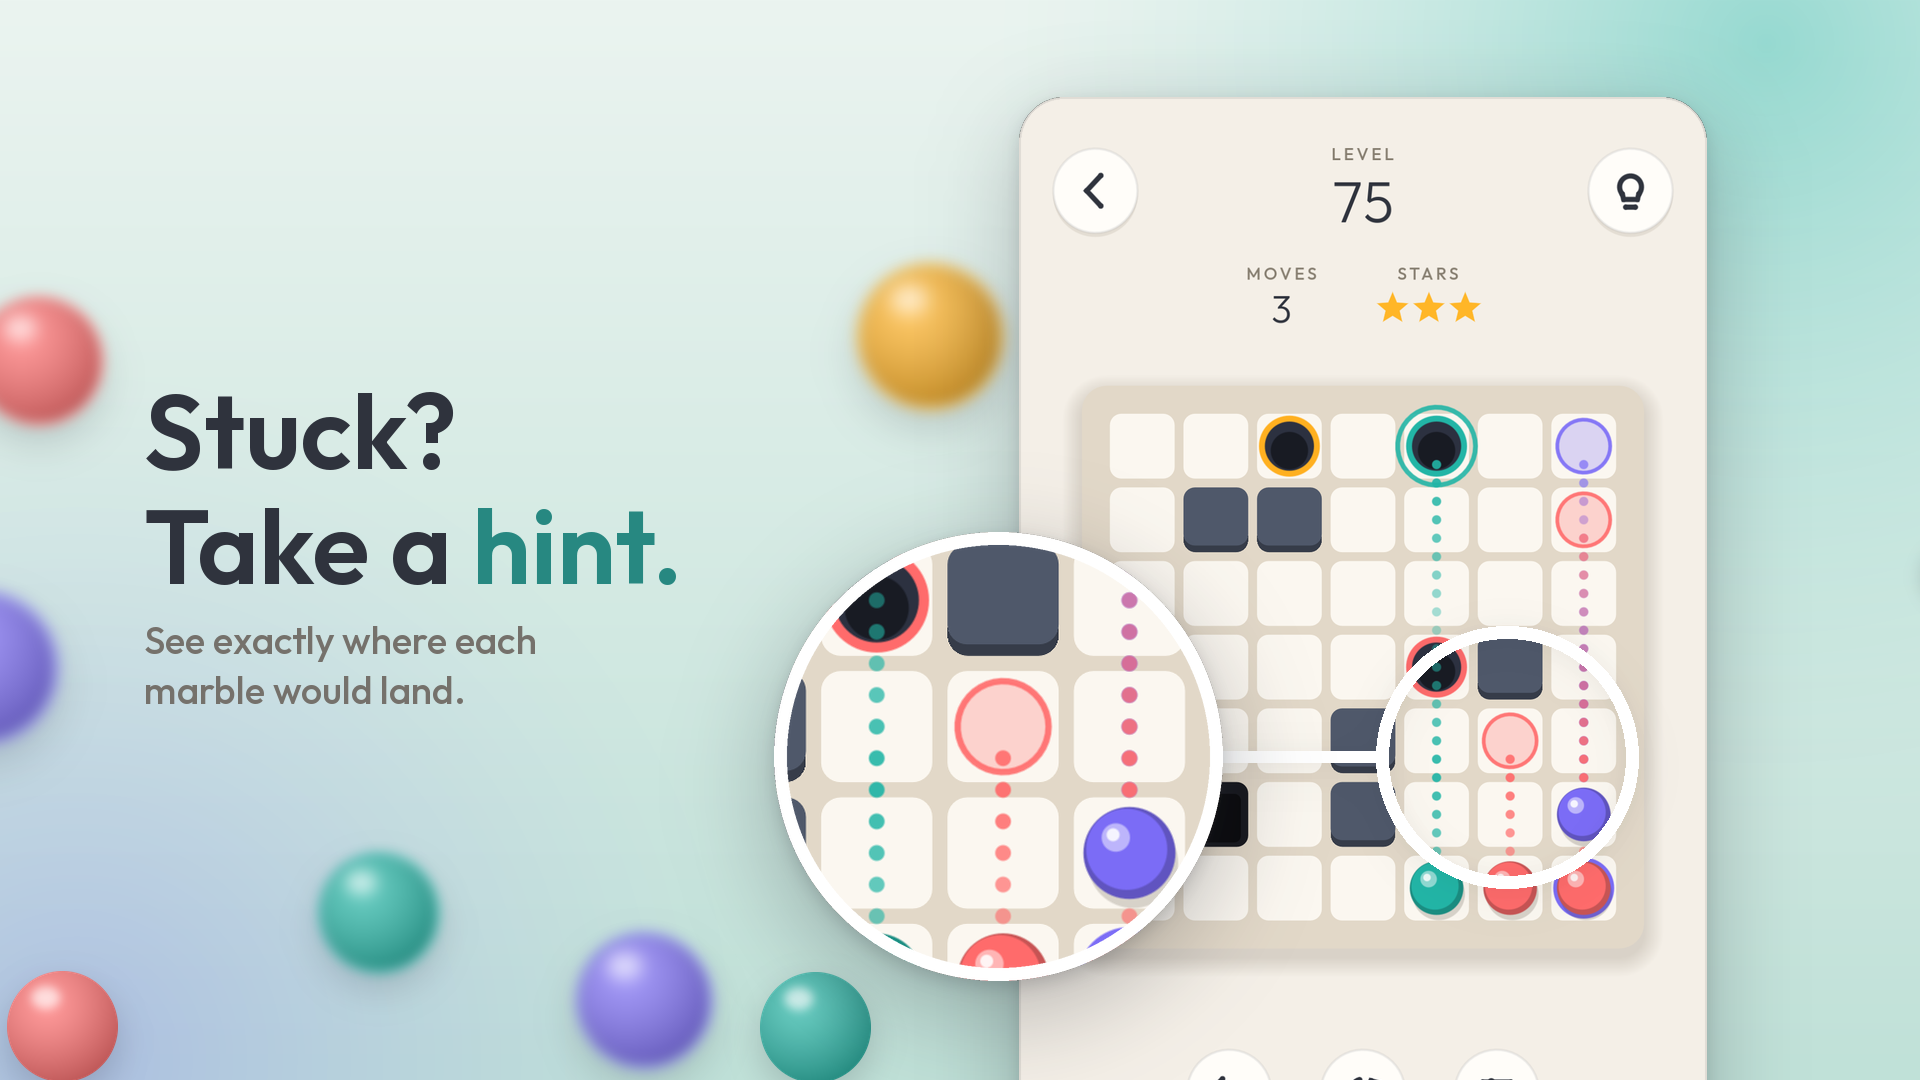 Stuck?
Take a hint.
See exactly where each
marble would land.
LEVEL
75
MOVES
STARS
3